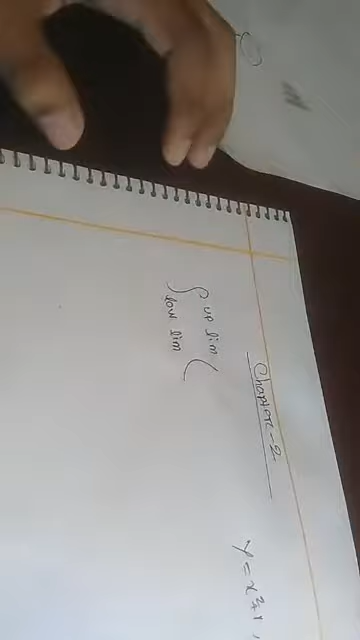 Chapter-2
y = x²+1
∫ up lim (
low lim